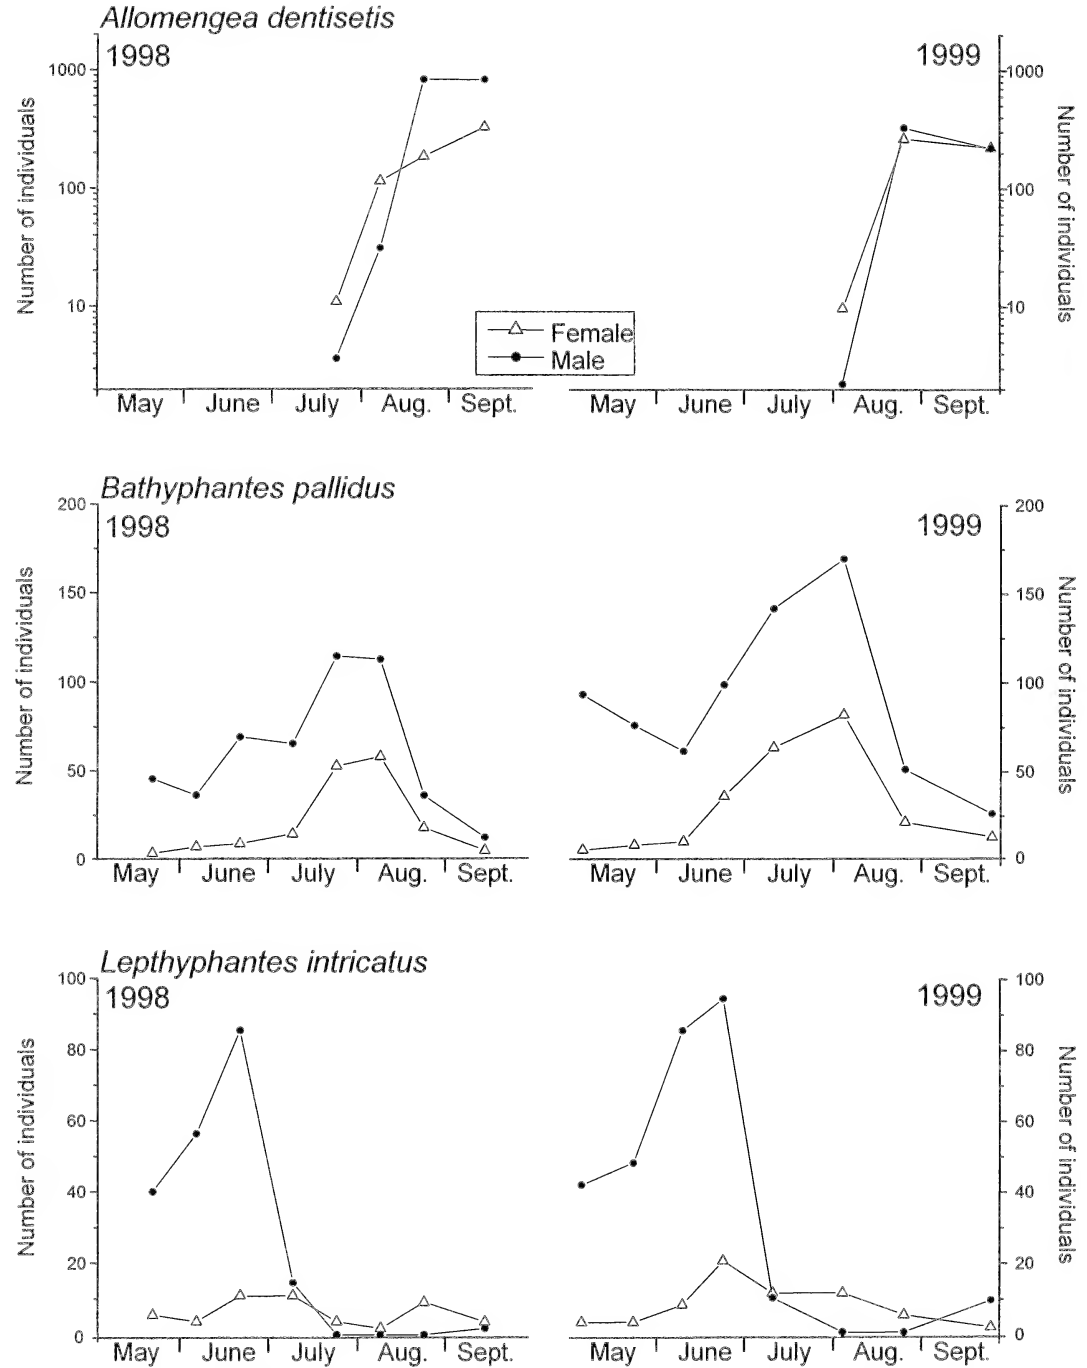 Allomengea dentisetis
1998
1999
1000
100
10
Number of individuals
1000
100
10
Number of individuals
Female
Male
May June July Aug. Sept.
May June July Aug. Sept.
Bathyphantes pallidus
1998
1999
200
150
100
50
0
Number of individuals
200
150
100
50
0
Number of individuals
May June July Aug. Sept.
May June July Aug. Sept.
Lepthyphantes intricatus
1998
1999
100
80
60
40
20
0
Number of individuals
100
80
60
40
20
0
Number of individuals
May June July Aug. Sept.
May June July Aug. Sept.